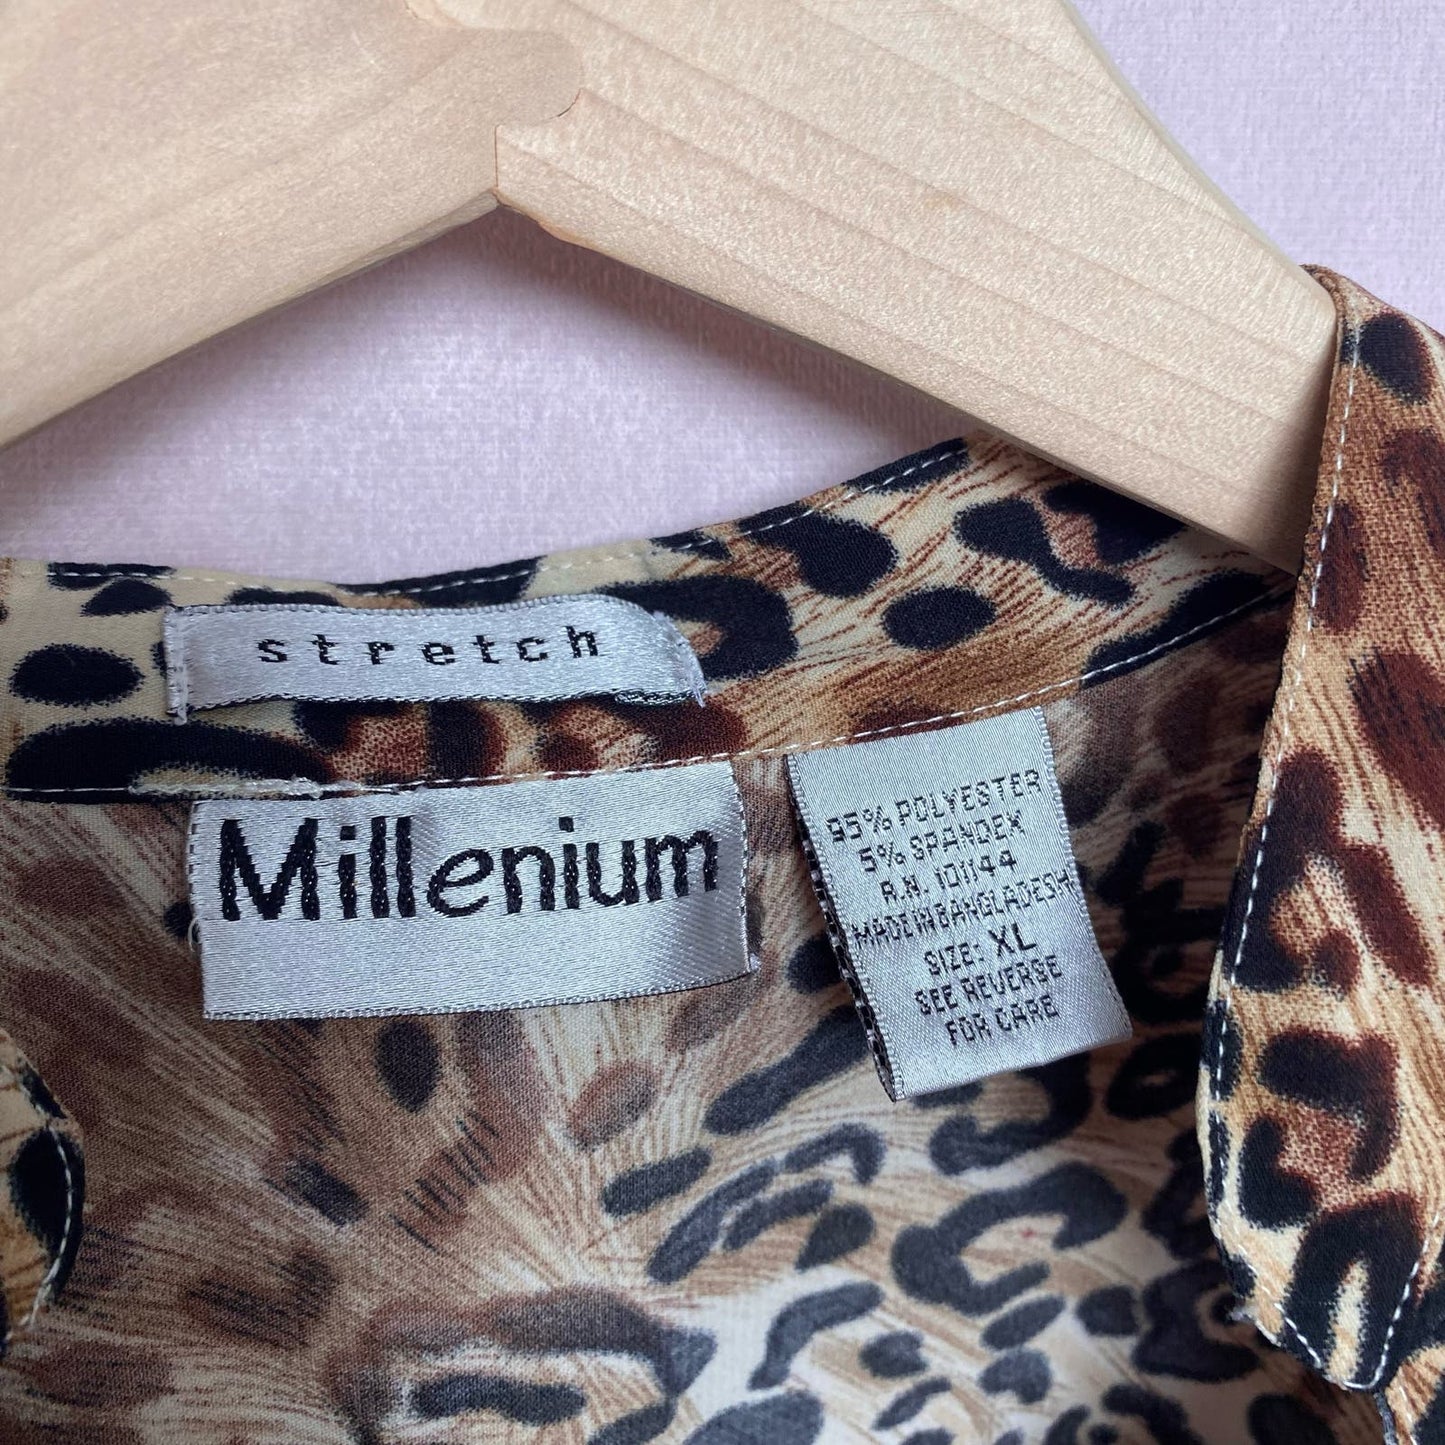 stretch
Millenium
95% POLYESTER
5% SPANDEX
R.N. 101144
MADE IN BANGLADESH
SIZE: XL
SEE REVERSE
FOR CARE